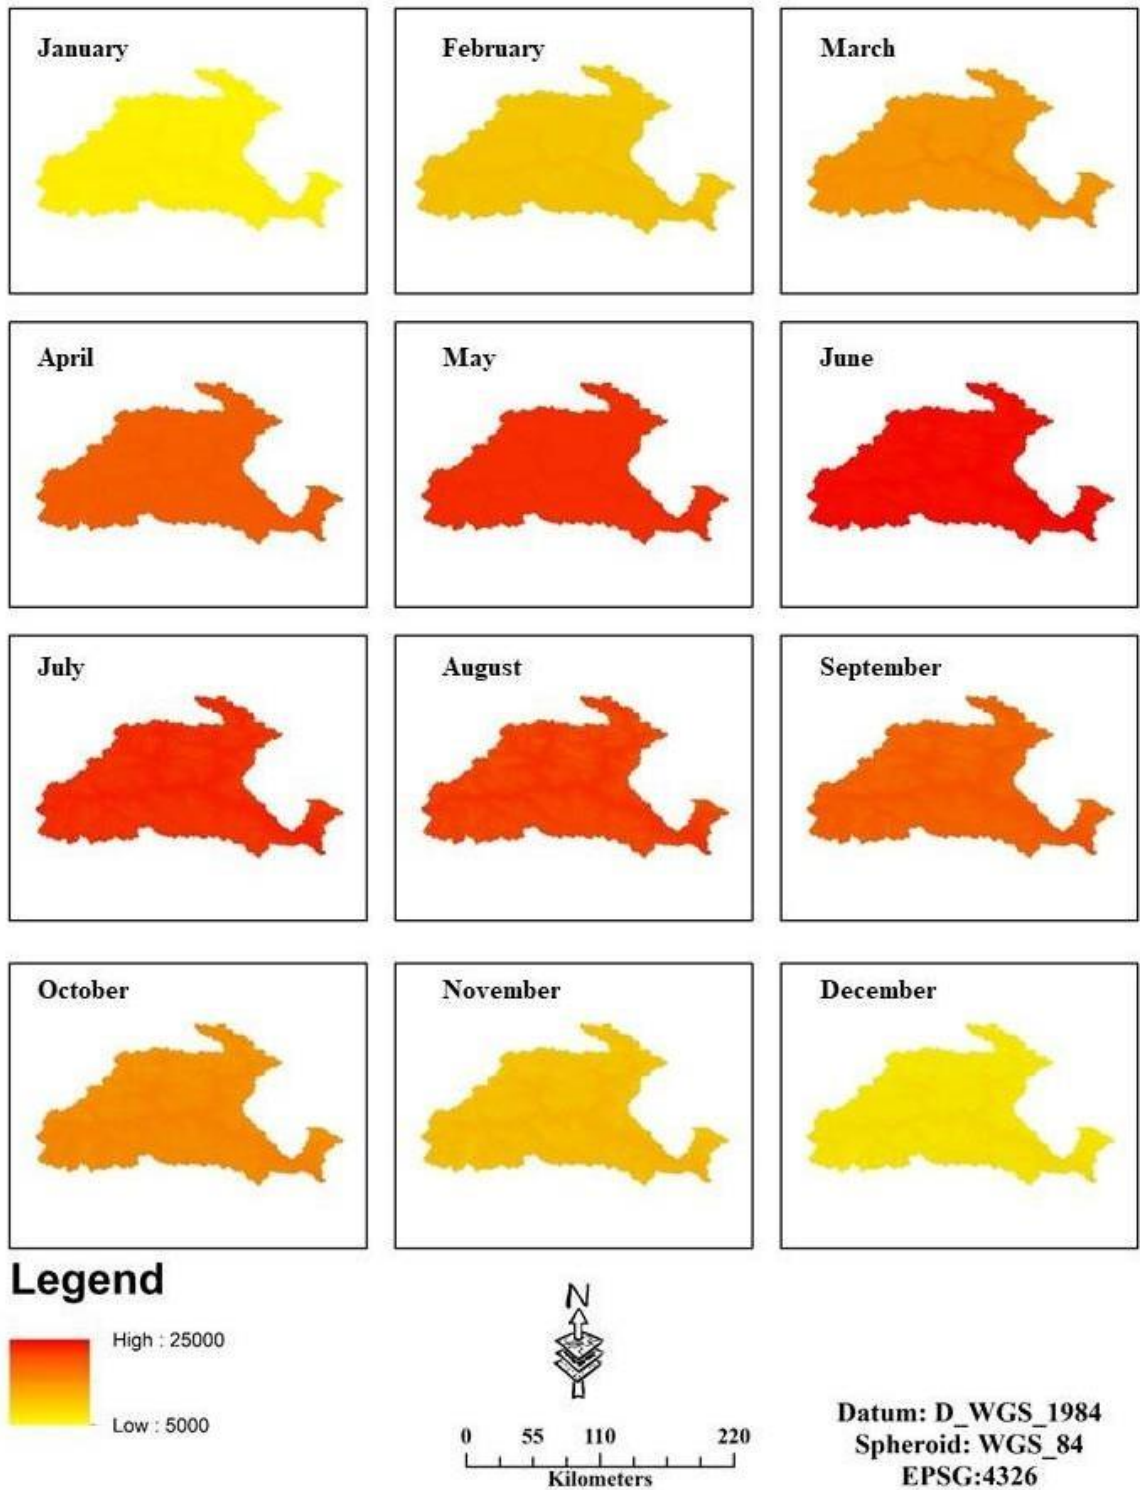 January
February
March
April
May
June
July
August
September
October
November
December
Legend
High : 25000
Low : 5000
N
0 55 110 220
Kilometers
Datum: D_WGS_1984
Spheroid: WGS_84
EPSG:4326